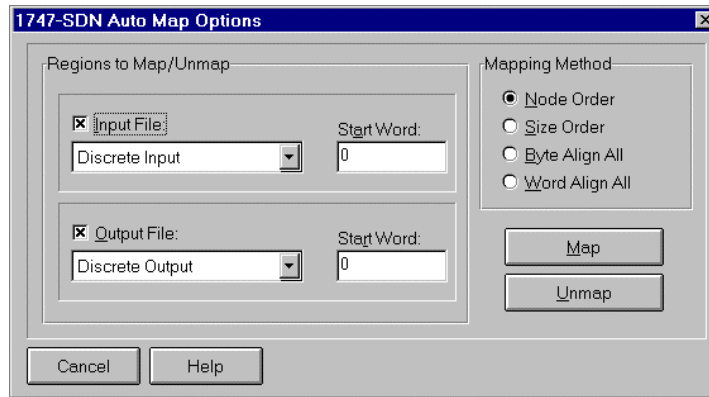 1747-SDN Auto Map Options
Regions to Map/Unmap
Input File:
Start Word:
Discrete Input
0
Output File:
Start Word:
Discrete Output
0
Mapping Method
Node Order
Size Order
Byte Align All
Word Align All
Map
Unmap
Cancel
Help